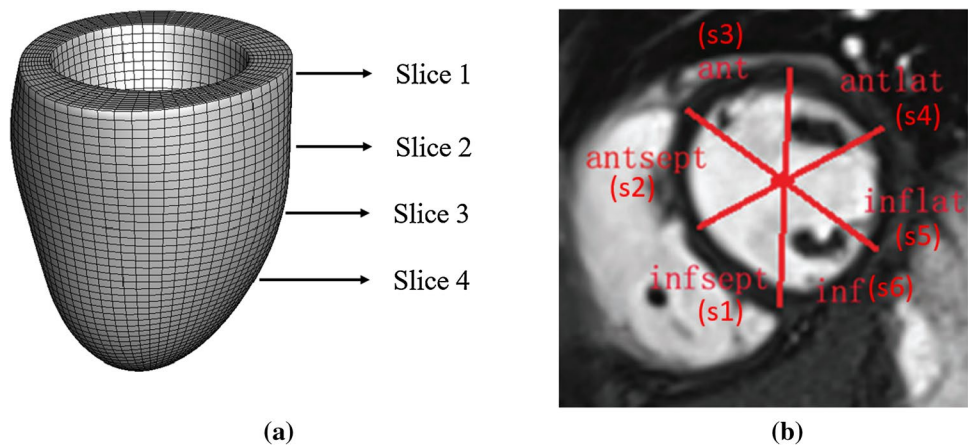 Slice 1
Slice 2
Slice 3
Slice 4
(a)
(s3)
ant
antlat
(s4)
antsept
(s2)
inflat
(s5)
infsept
(s1)
inf(s6)
(b)